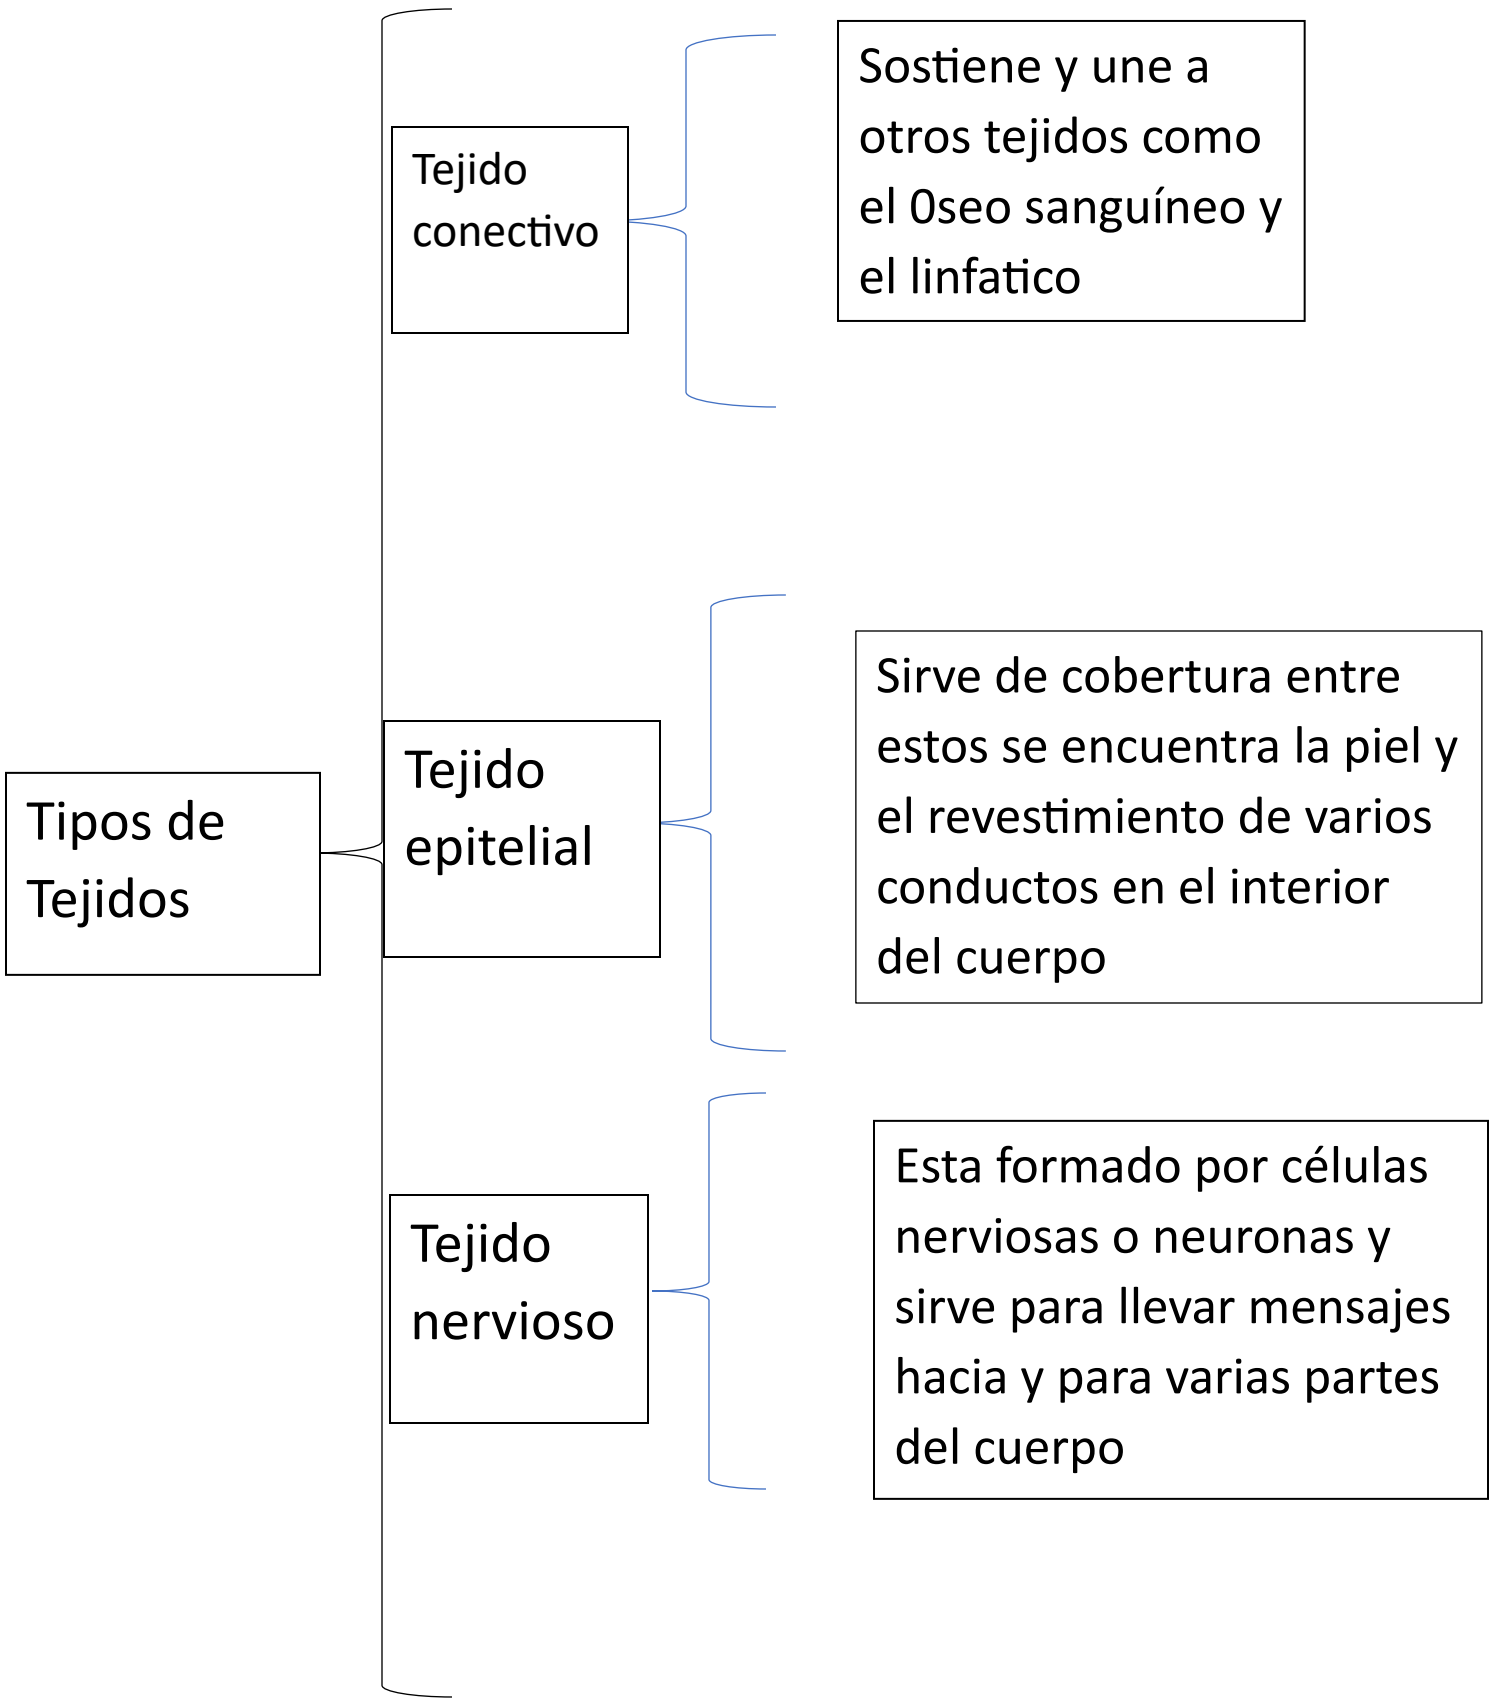 Tipos de
Tejidos
Tejido
conectivo
Sostiene y une a
otros tejidos como
el 0seo sanguíneo y
el linfatico
Tejido
epitelial
Sirve de cobertura entre
estos se encuentra la piel y
el revestimiento de varios
conductos en el interior
del cuerpo
Tejido
nervioso
Esta formado por células
nerviosas o neuronas y
sirve para llevar mensajes
hacia y para varias partes
del cuerpo